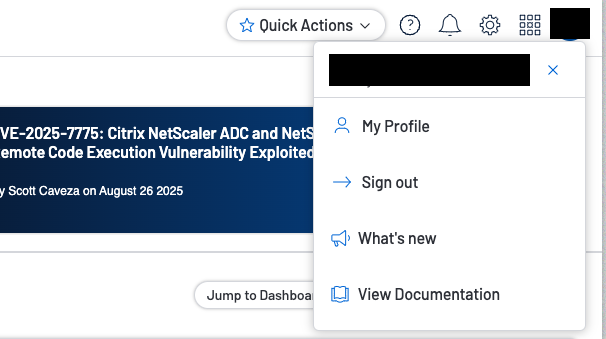 Quick Actions
VE-2025-7775: Citrix NetScaler ADC and NetS
emote Code Execution Vulnerability Exploited
y Scott Caveza on August 26 2025
Jump to Dashboa
My Profile
Sign out
What's new
View Documentation